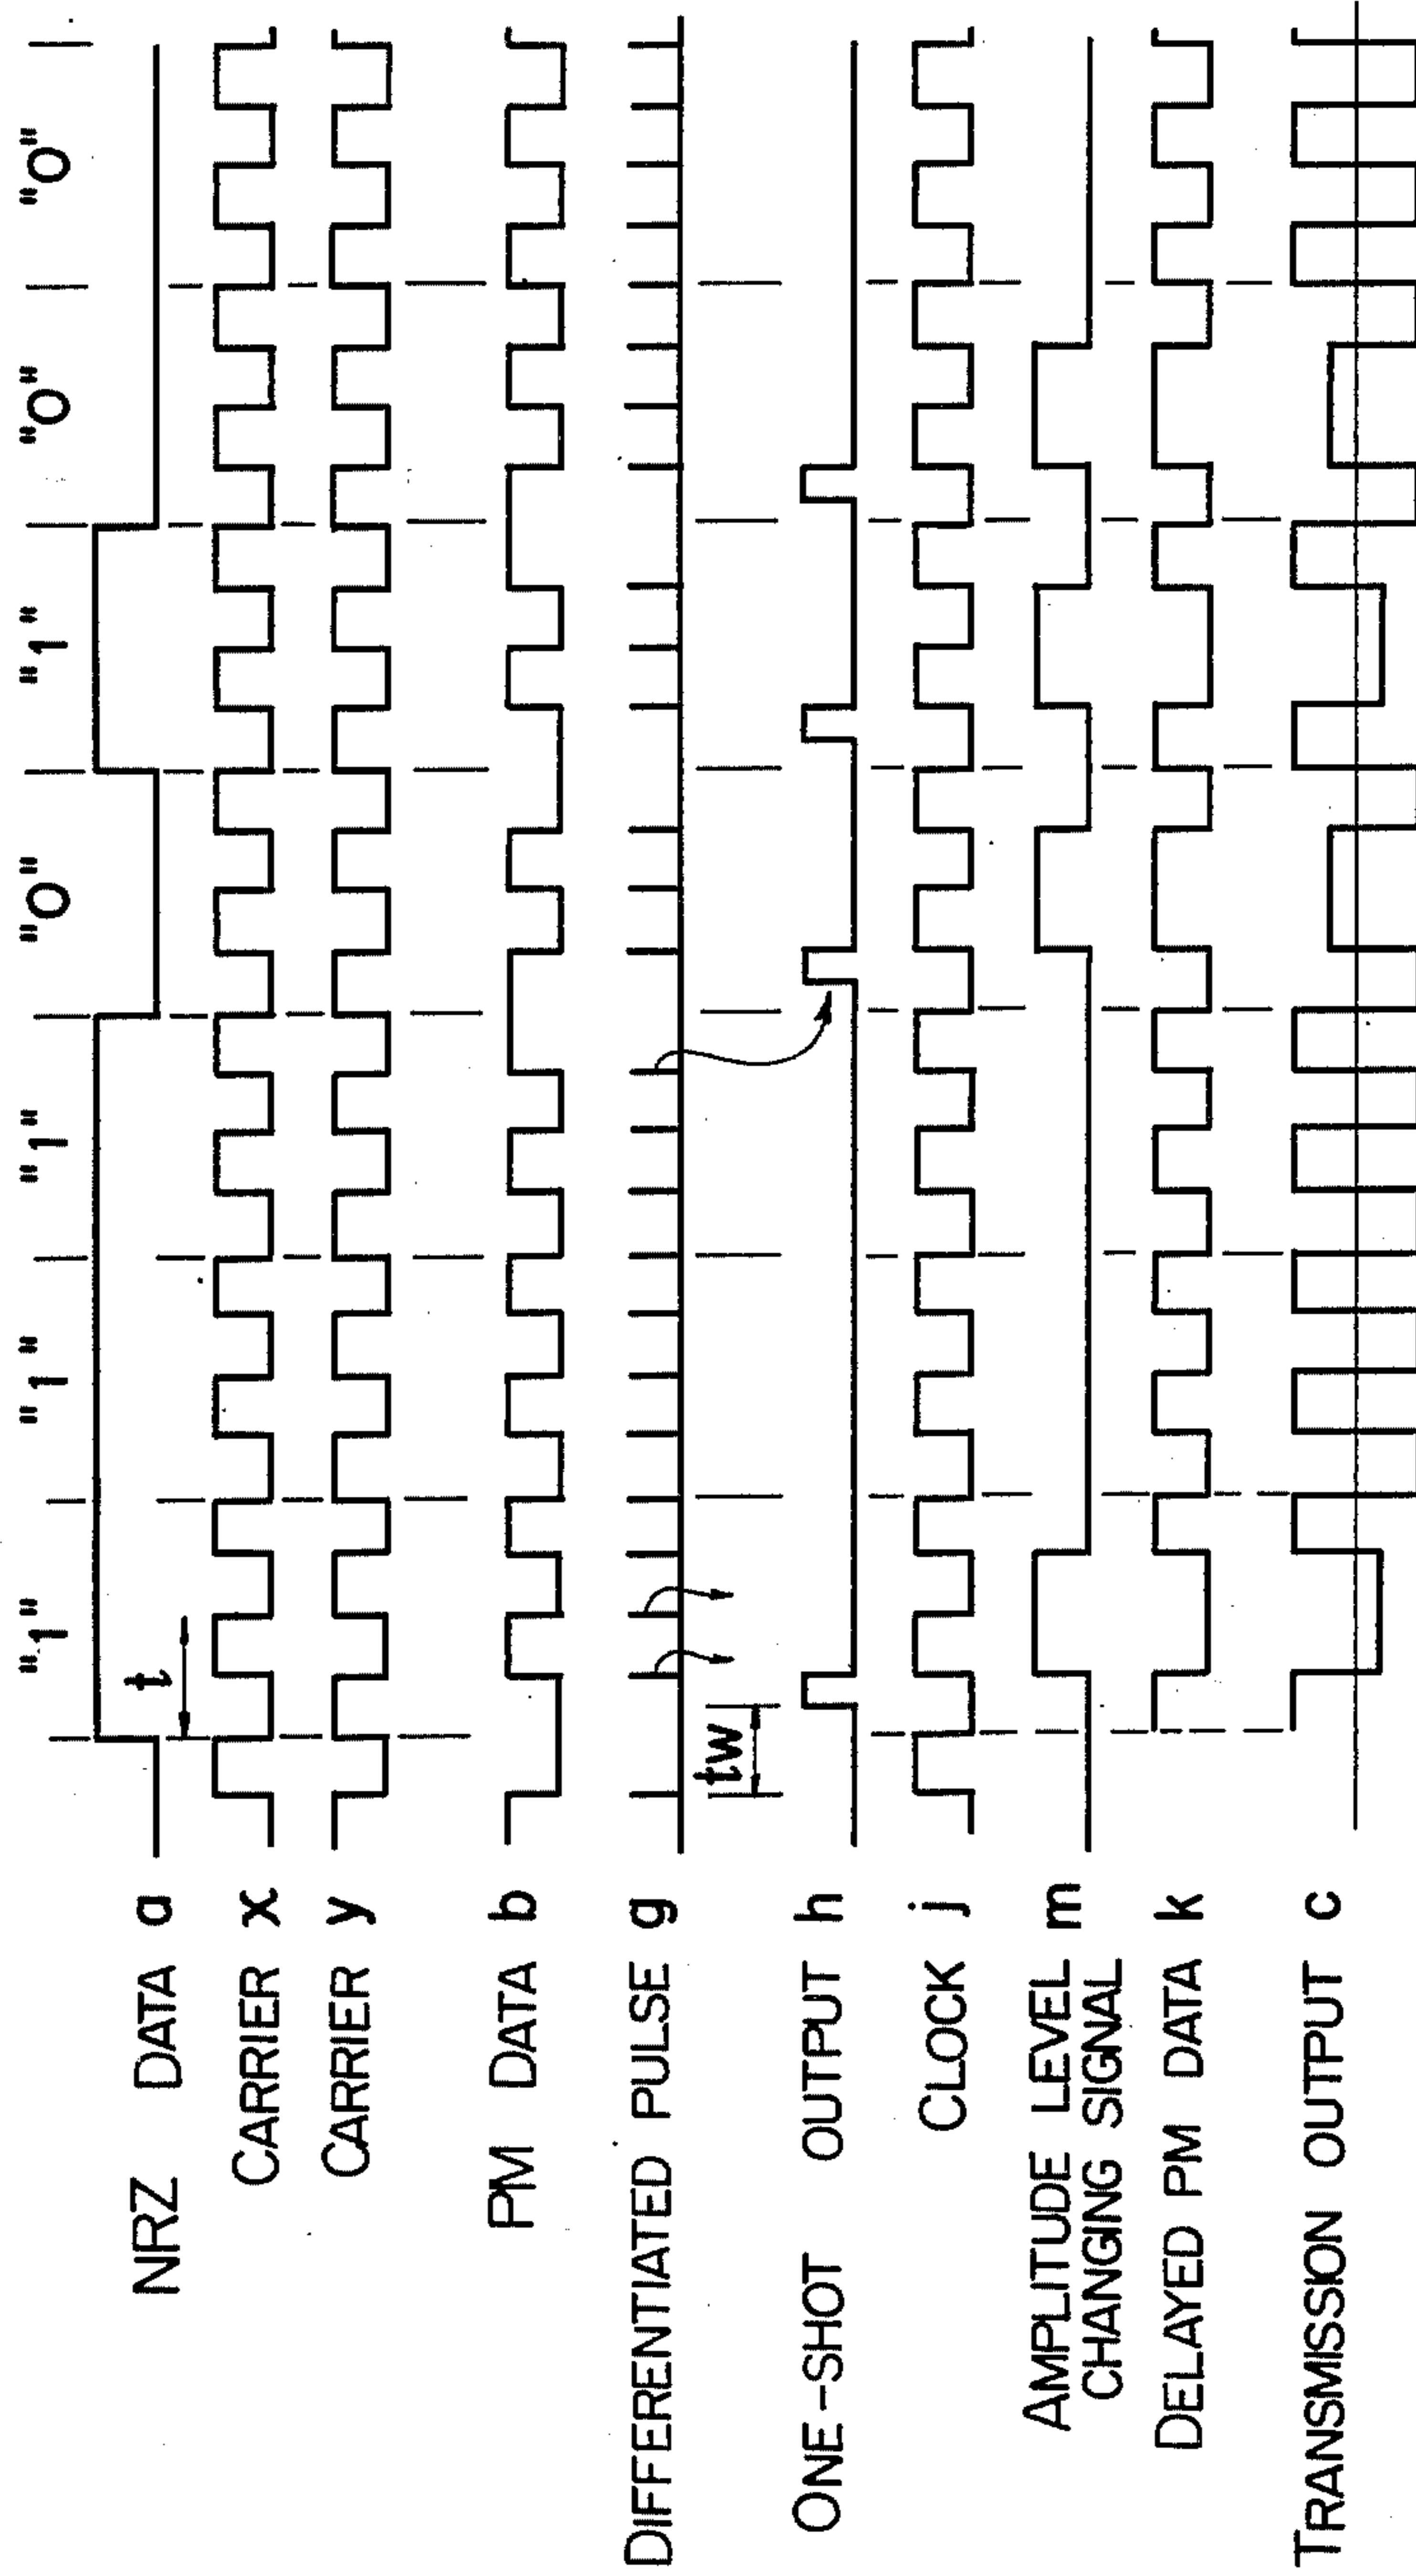 "1" "1" "1" "0" "1" "0" "0"
NRZ DATA a
t
CARRIER x
CARRIER y
PM DATA b
DIFFERENTIATED PULSE g
tw
ONE-SHOT OUTPUT h
CLOCK j
AMPLITUDE LEVEL m
CHANGING SIGNAL
DELAYED PM DATA k
TRANSMISSION OUTPUT c